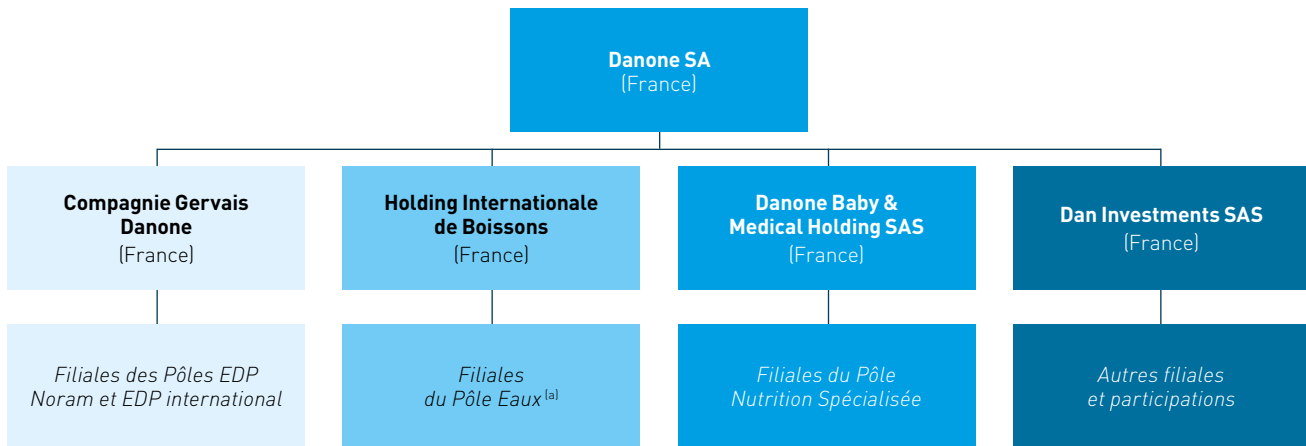 Danone SA
(France)
Compagnie Gervais
Danone
(France)
Holding Internationale
de Boissons
(France)
Danone Baby &
Medical Holding SAS
(France)
Dan Investments SAS
(France)
Filiales des Pôles EDP
Noram et EDP international
Filiales
du Pôle Eaux (a)
Filiales du Pôle
Nutrition Spécialisée
Autres filiales
et participations